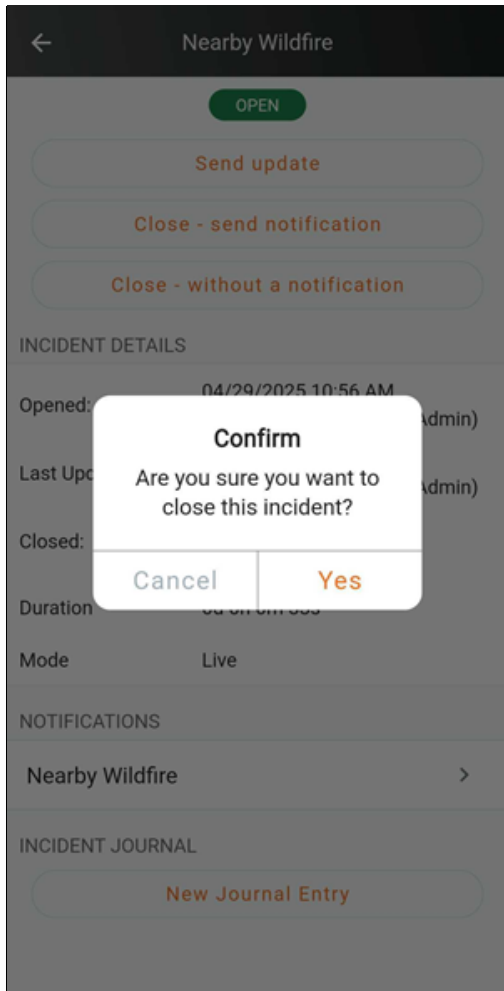 Nearby Wildfire
OPEN
Send update
Close - send notification
Close - without a notification
INCIDENT DETAILS
Opened: 04/29/2025 10:56 AM
Admin)
Confirm
Are you sure you want to
close this incident?
Cancel Yes
Last Upd
Admin)
Closed:
Duration
Mode Live
NOTIFICATIONS
Nearby Wildfire
INCIDENT JOURNAL
New Journal Entry